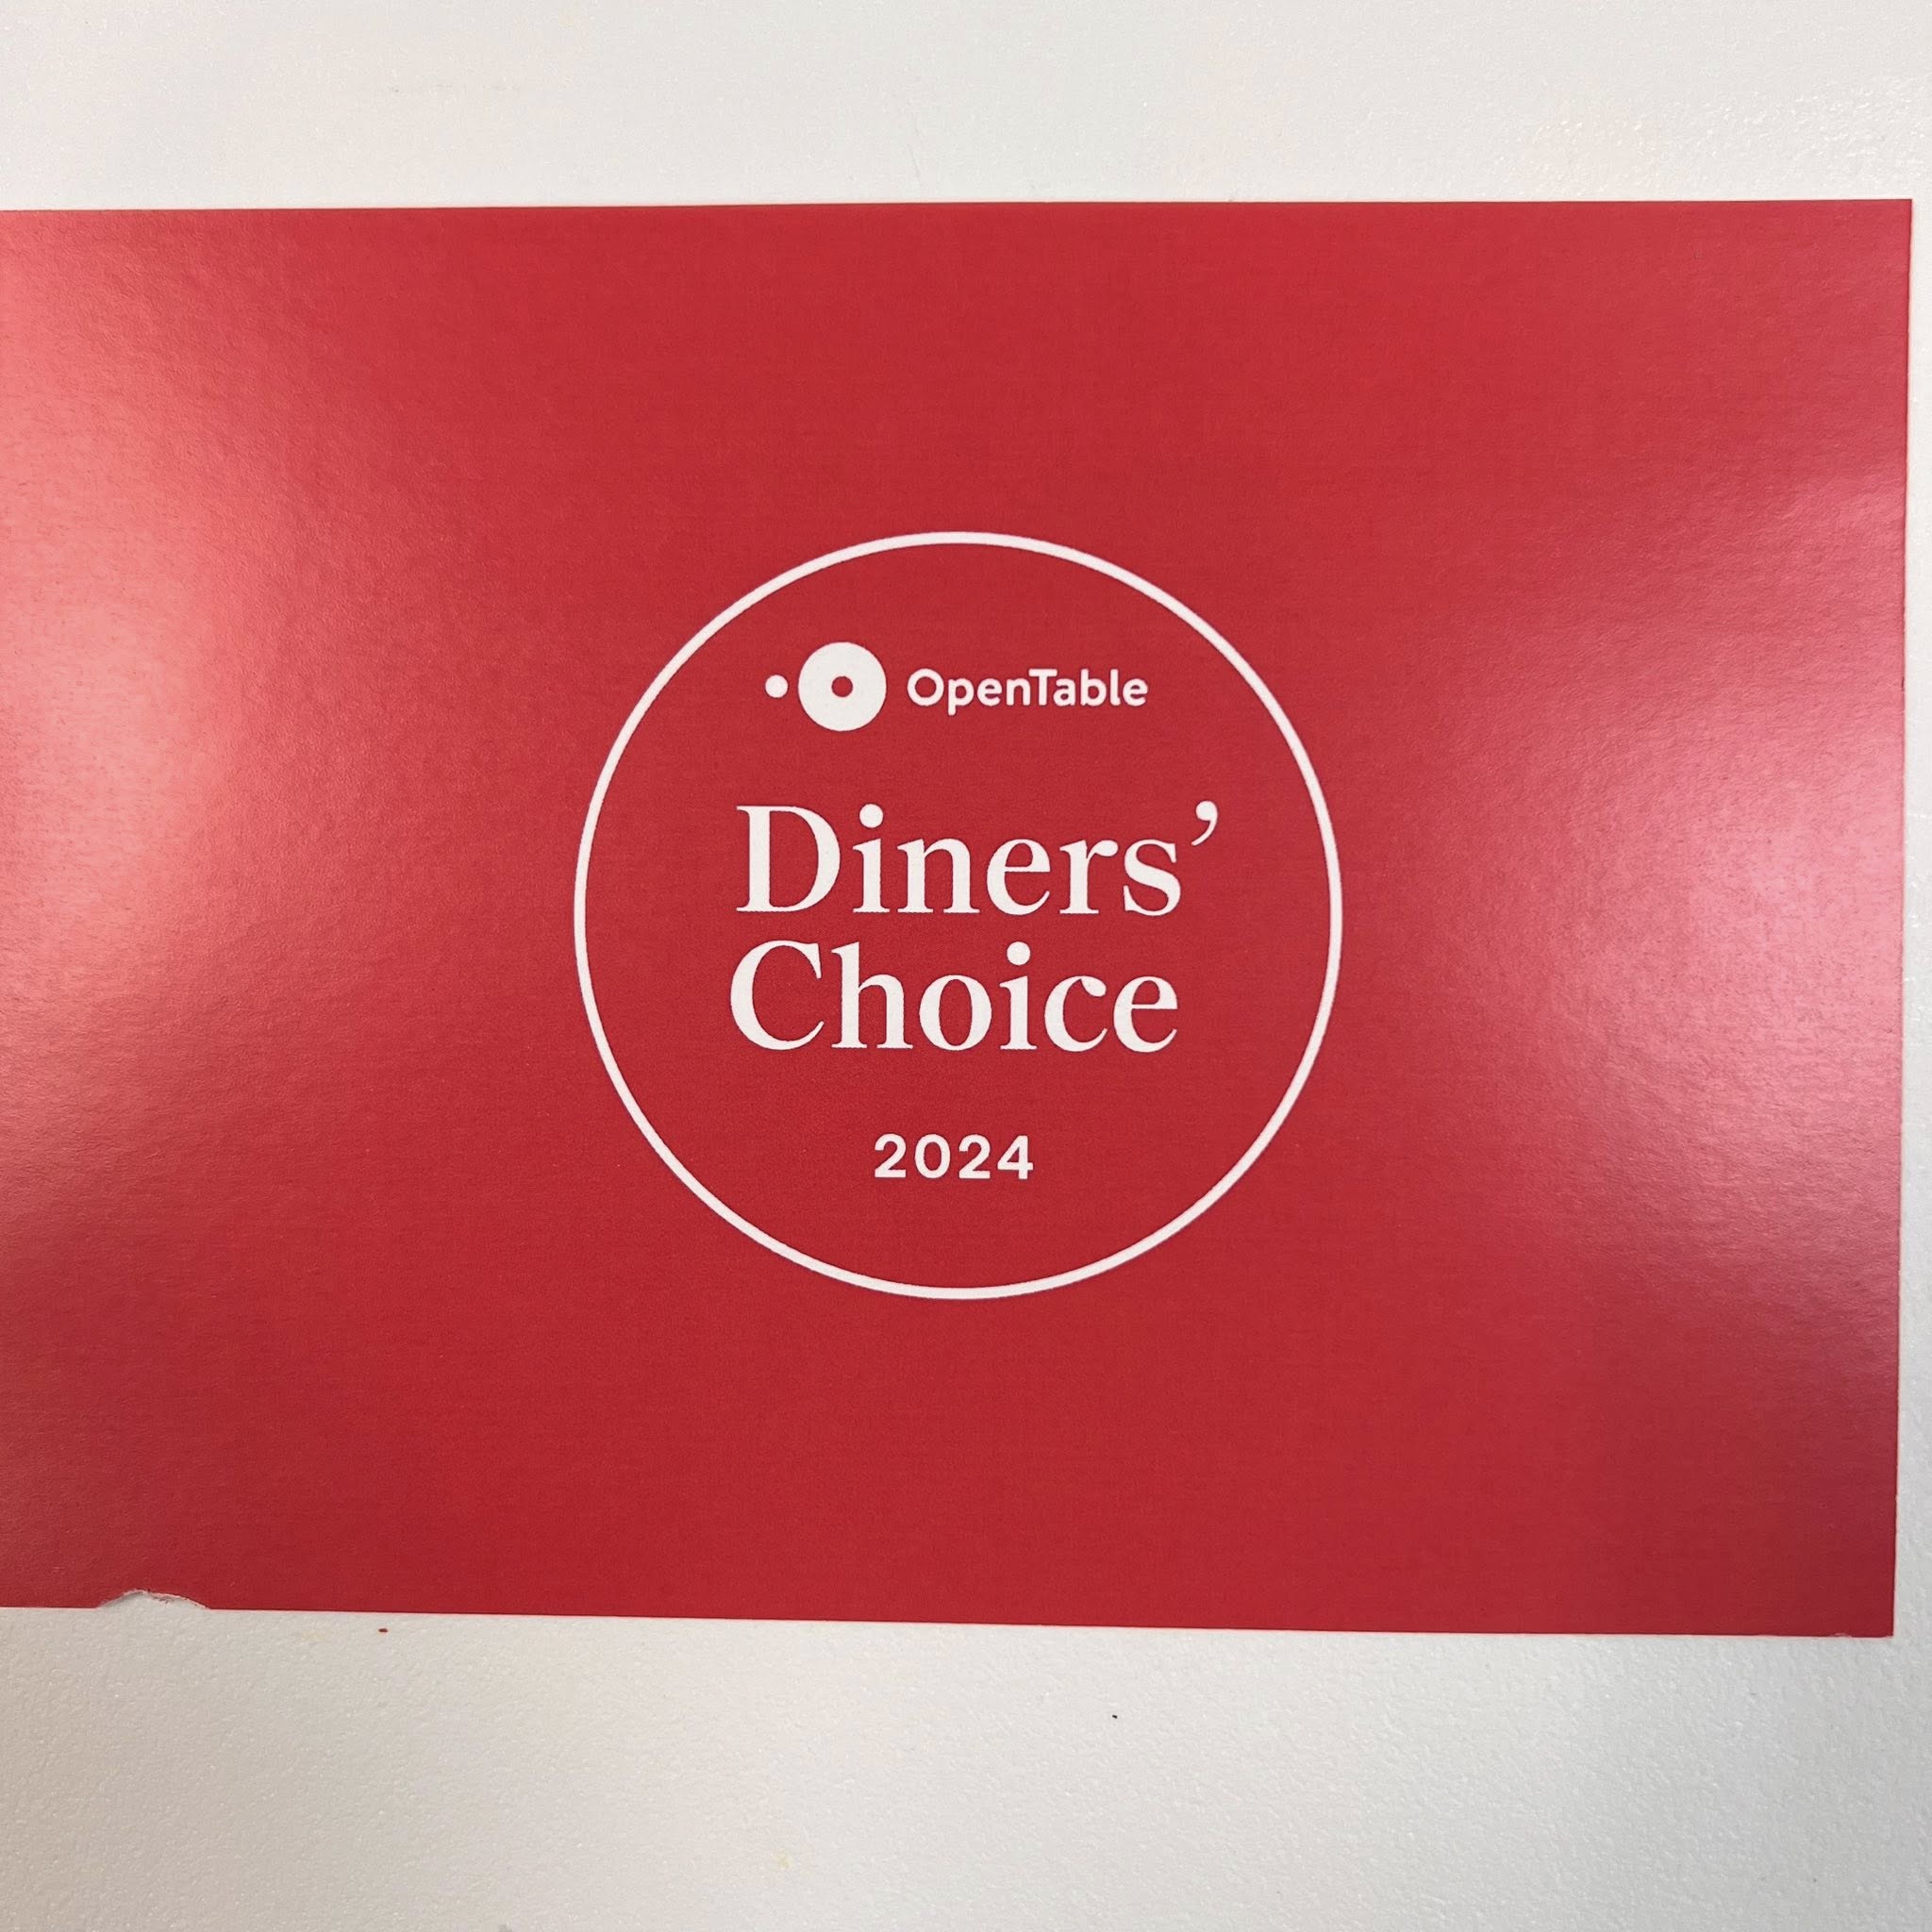 OpenTable
Diners’
Choice
2024